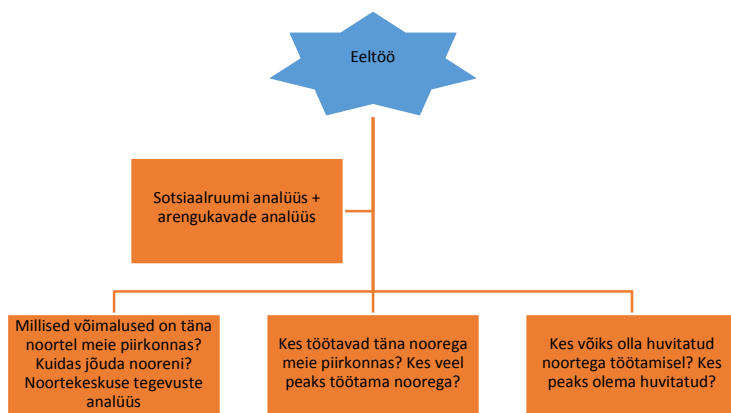 Eeltöö
Sotsiaalruumi analüüs +
arengukavade analüüs
Millised võimalused on täna
noortel meie piirkonnas?
Kuidas jõuda nooreni?
Noortekeskuse tegevuste
analüüs
Kes töötavad täna noorega
meie piirkonnas? Kes veel
peaks töötama noorega?
Kes võiks olla huvitatud
noortega töötamisel? Kes
peaks olema huvitatud?